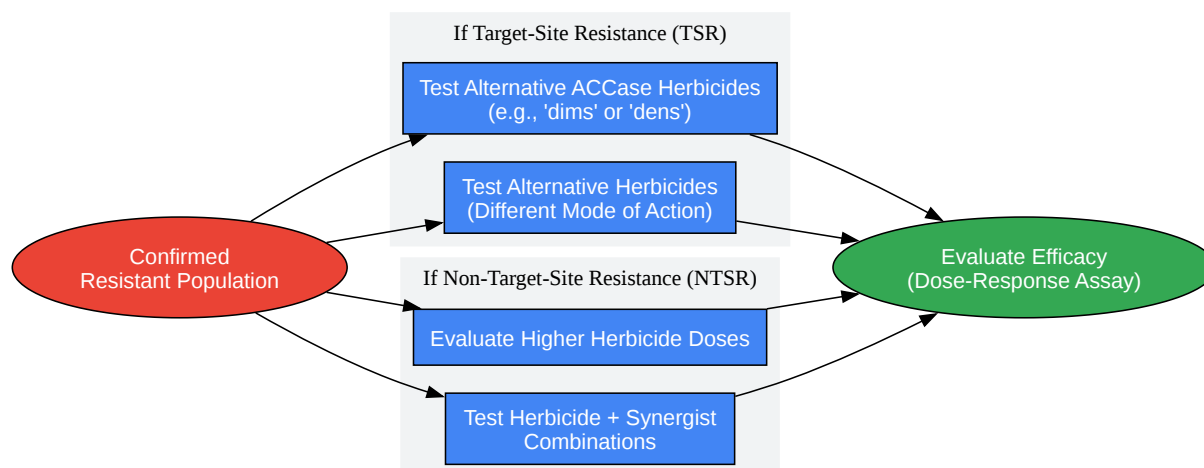 If Target-Site Resistance (TSR)
Test Alternative ACCase Herbicides
(e.g., 'dims' or 'dens')
Test Alternative Herbicides
(Different Mode of Action)
Confirmed
Resistant Population
Evaluate Efficacy
(Dose-Response Assay)
If Non-Target-Site Resistance (NTSR)
Evaluate Higher Herbicide Doses
Test Herbicide + Synergist
Combinations